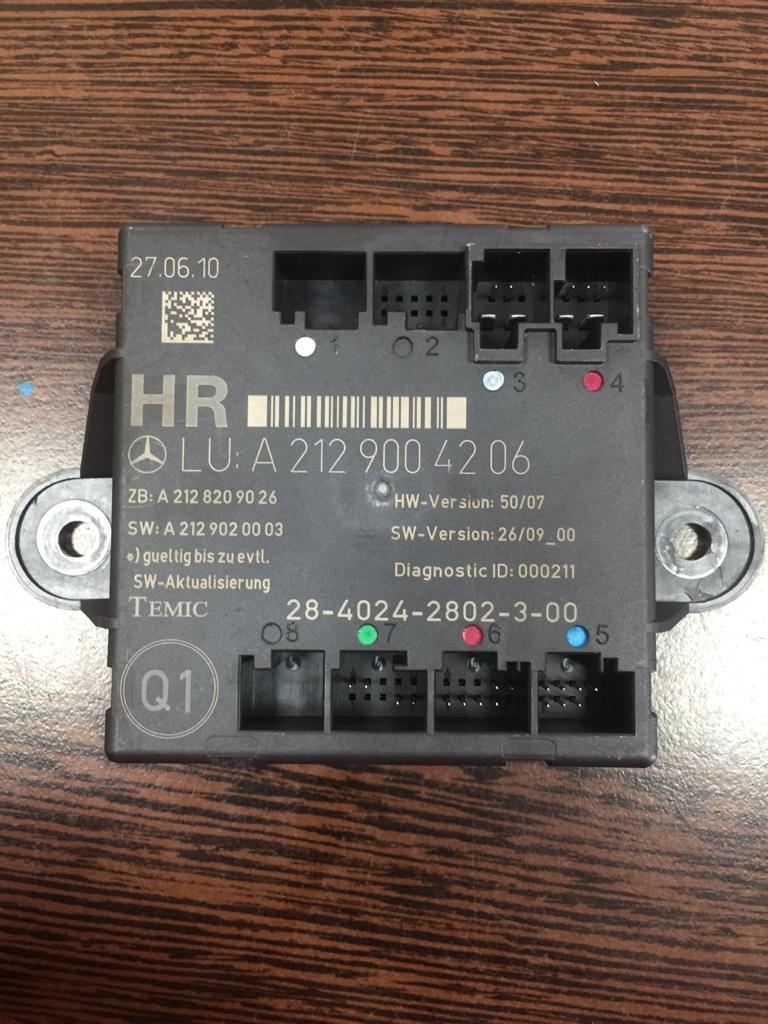 27.06.10
1
2
3
4
HR
LU: A 212 900 42 06
ZB: A 212 820 90 26
HW-Version: 50/07
SW: A 212 902 00 03
SW-Version: 26/09_00
•) gueltig bis zu evtl.
SW-Aktualisierung
Diagnostic ID: 000211
TEMIC
28-4024-2802-3-00
8
7
6
5
Q1